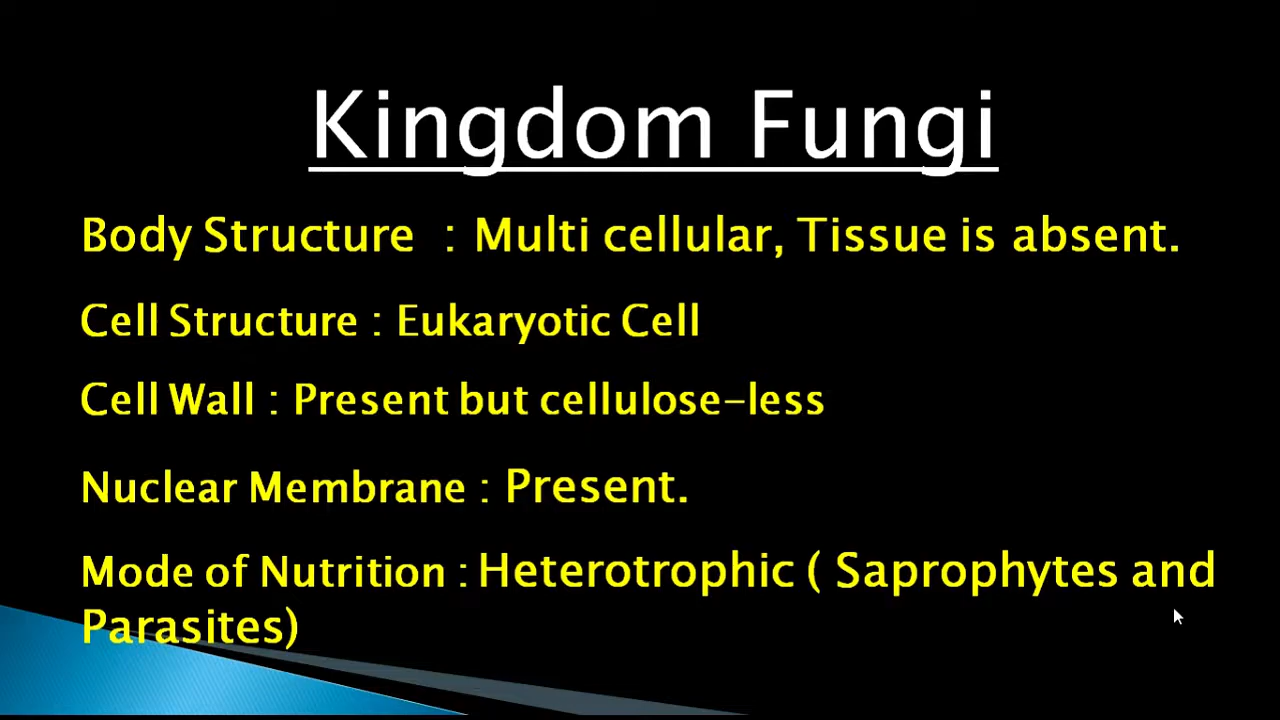 Kingdom Fungi
Body Structure : Multi cellular, Tissue is absent.
Cell Structure : Eukaryotic Cell
Cell Wall : Present but cellulose-less
Nuclear Membrane : Present.
Mode of Nutrition : Heterotrophic ( Saprophytes and
Parasites)